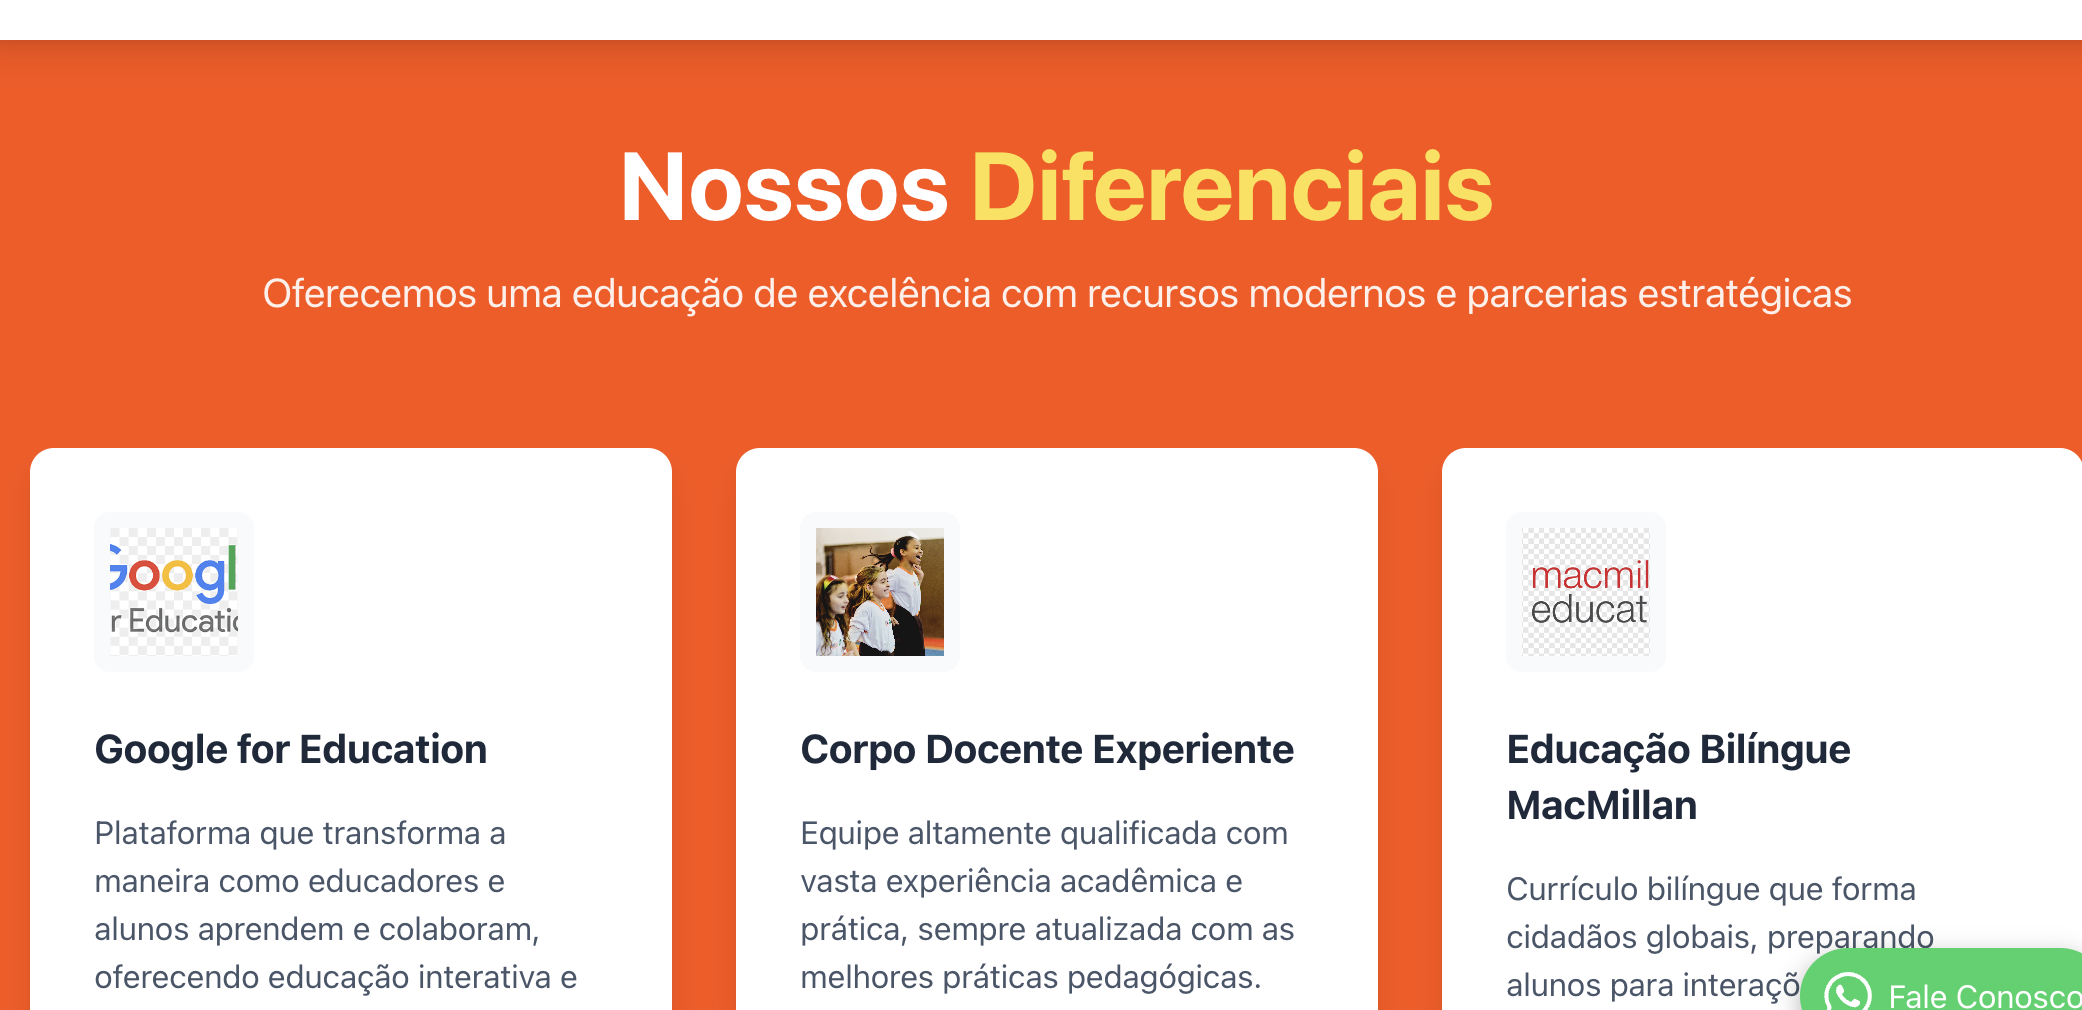 Nossos Diferenciais
Oferecemos uma educação de excelência com recursos modernos e parcerias estratégicas
Googl
r Educatio
Google for Education
Plataforma que transforma a
maneira como educadores e
alunos aprendem e colaboram,
oferecendo educação interativa e
Corpo Docente Experiente
Equipe altamente qualificada com
vasta experiência acadêmica e
prática, sempre atualizada com as
melhores práticas pedagógicas.
macmil
educat
Educação Bilíngue
MacMillan
Currículo bilíngue que forma
cidadãos globais, preparando
alunos para interaçõ
Fale Conosco